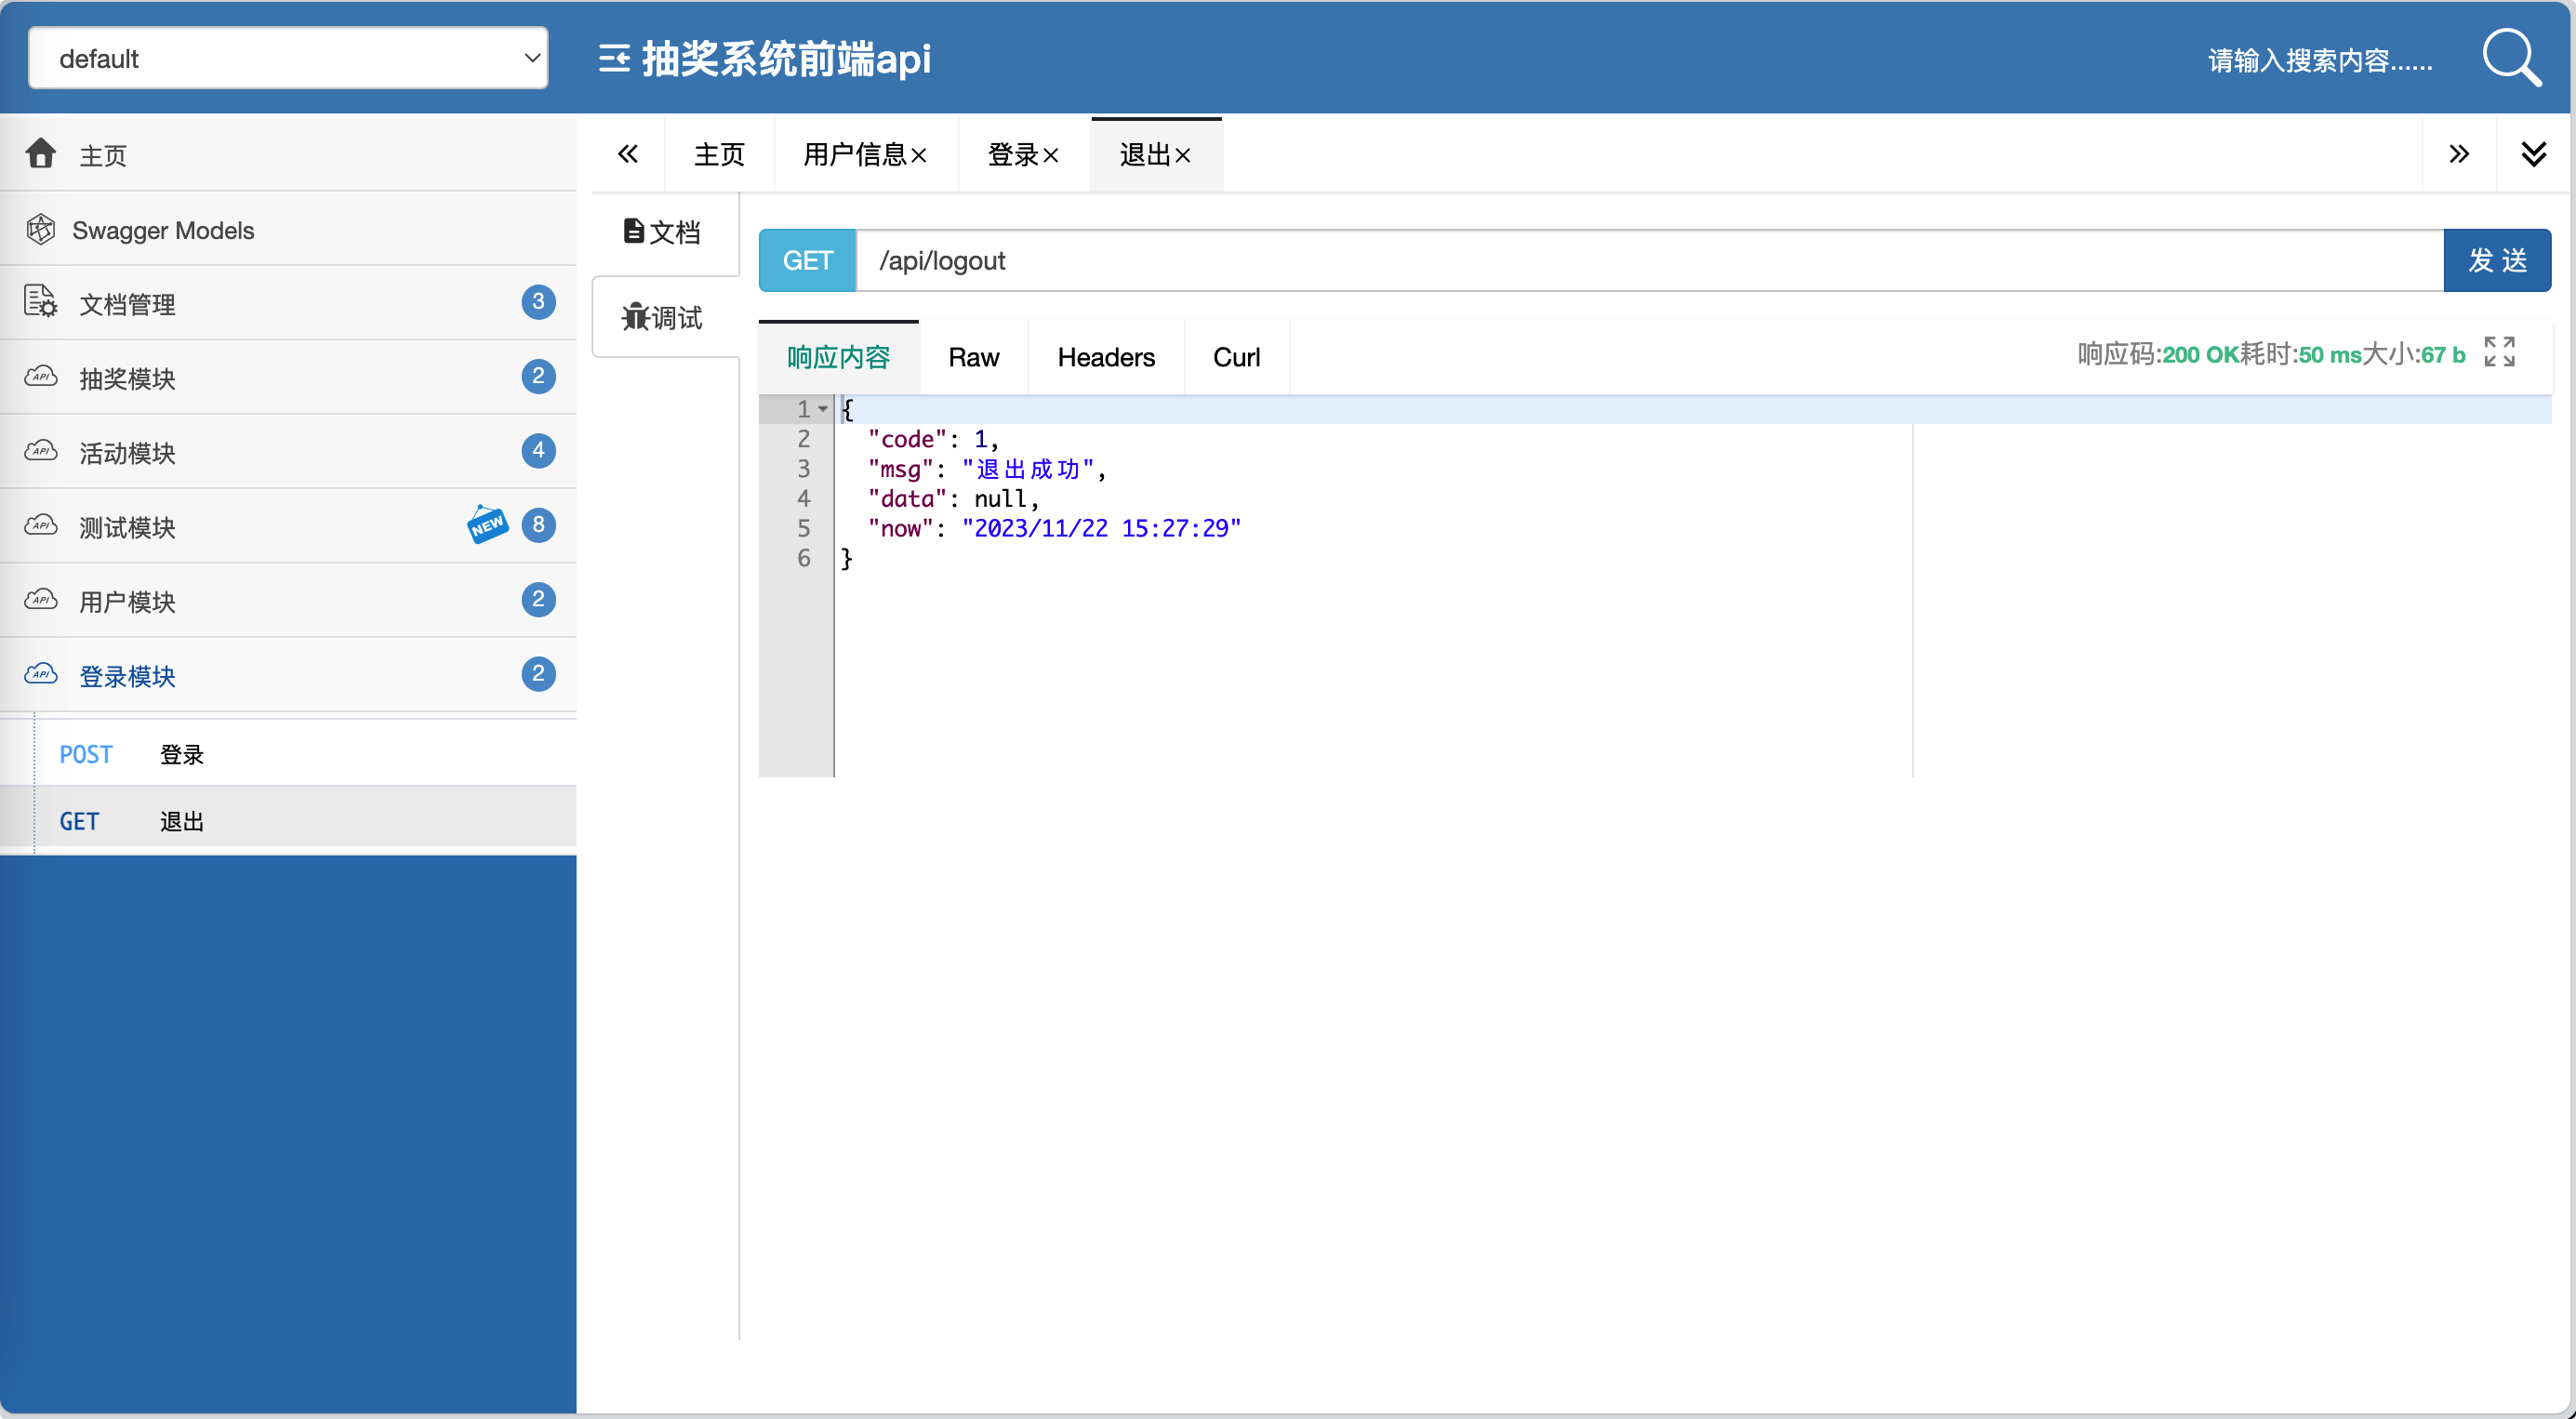 default
抽奖系统前端api
请输入搜索内容......
主页
Swagger Models
文档管理 3
抽奖模块 2
活动模块 4
测试模块 NEW 8
用户模块 2
登录模块 2
POST 登录
GET 退出
主页 用户信息 登录 退出
文档
调试
GET /api/logout 发 送
响应内容 Raw Headers Curl
响应码:200 OK耗时:50 ms大小:67 b
1 {
2 "code": 1,
3 "msg": "退出成功",
4 "data": null,
5 "now": "2023/11/22 15:27:29"
6 }